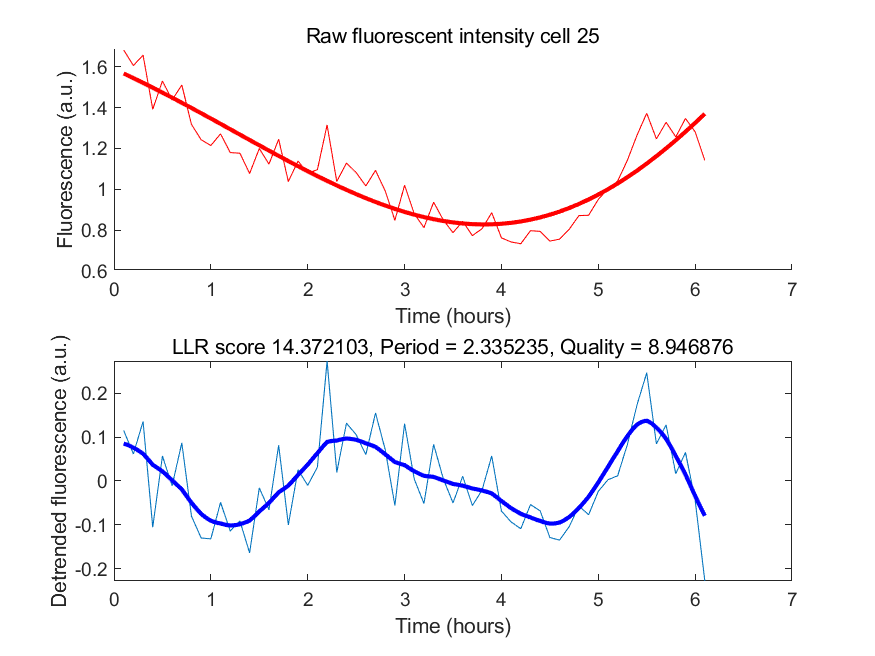 Raw fluorescent intensity cell 25
Fluorescence (a.u.)
1.6
1.4
1.2
1
0.8
0.6
0 1 2 3 4 5 6 7
Time (hours)
LLR score 14.372103, Period = 2.335235, Quality = 8.946876
Detrended fluorescence (a.u.)
0.2
0.1
0
-0.1
-0.2
0 1 2 3 4 5 6 7
Time (hours)